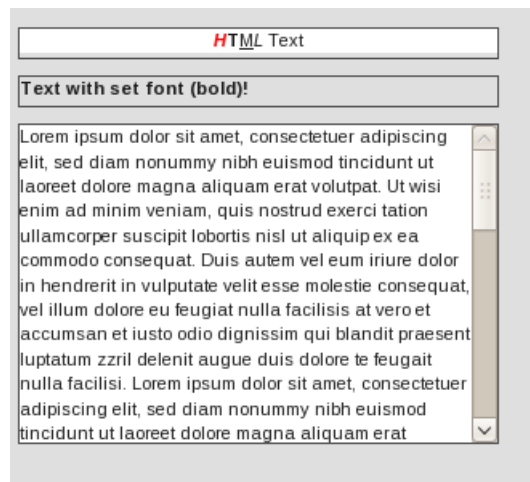 HTML Text
Text with set font (bold)!
Lorem ipsum dolor sit amet, consectetuer adipiscing
elit, sed diam nonummy nibh euismod tincidunt ut
laoreet dolore magna aliquam erat volutpat. Ut wisi
enim ad minim veniam, quis nostrud exerci tation
ullamcorper suscipit lobortis nisl ut aliquip ex ea
commodo consequat. Duis autem vel eum iriure dolor
in hendrerit in vulputate velit esse molestie consequat,
vel illum dolore eu feugiat nulla facilisis at vero et
accumsan et iusto odio dignissim qui blandit praesent
luptatum zzril delenit augue duis dolore te feugait
nulla facilisi. Lorem ipsum dolor sit amet, consectetuer
adipiscing elit, sed diam nonummy nibh euismod
tincidunt ut laoreet dolore magna aliquam erat